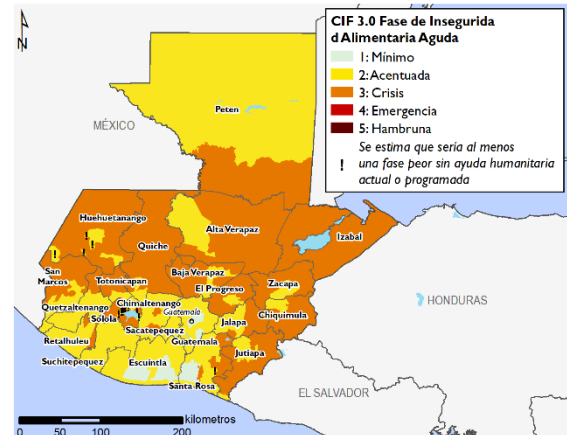 N
CIF 3.0 Fase de Insegurida
d Alimentaria Aguda
1: Mínimo
2: Acentuada
3: Crisis
4: Emergencia
5: Hambruna
Se estima que sería al menos
! una fase peor sin ayuda humanitaria
actual o programada
MÉXICO
Peten
Huehuetenango
Quiche
Alta Verapaz
Izabal
San
Marcos
Totonicapan
Baja Verapaz
El Progreso
Zacapa
Quetzaltenango
Chimaltenango
Guatemala
Chiquimula
HONDURAS
Solola
Sacatepequez
Jalapa
Retalhuleu
Guatemala
Suchitepequez
Escuintla
Jutiapa
Santa Rosa
EL SALVADOR
kilometros
0 50 100 200